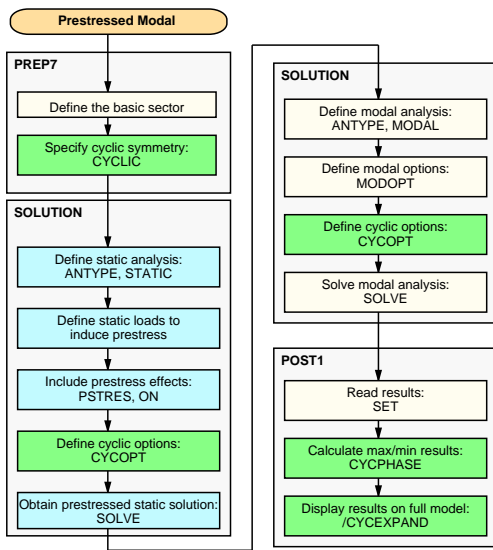 Prestressed Modal
PREP7
Define the basic sector
Specify cyclic symmetry:
CYCLIC
SOLUTION
Define static analysis:
ANTYPE, STATIC
Define static loads to
induce prestress
Include prestress effects:
PSTRES, ON
Define cyclic options:
CYCOPT
Obtain prestressed static solution:
SOLVE
SOLUTION
Define modal analysis:
ANTYPE, MODAL
Define modal options:
MODOPT
Define cyclic options:
CYCOPT
Solve modal analysis:
SOLVE
POST1
Read results:
SET
Calculate max/min results:
CYCPHASE
Display results on full model:
/CYCEXPAND